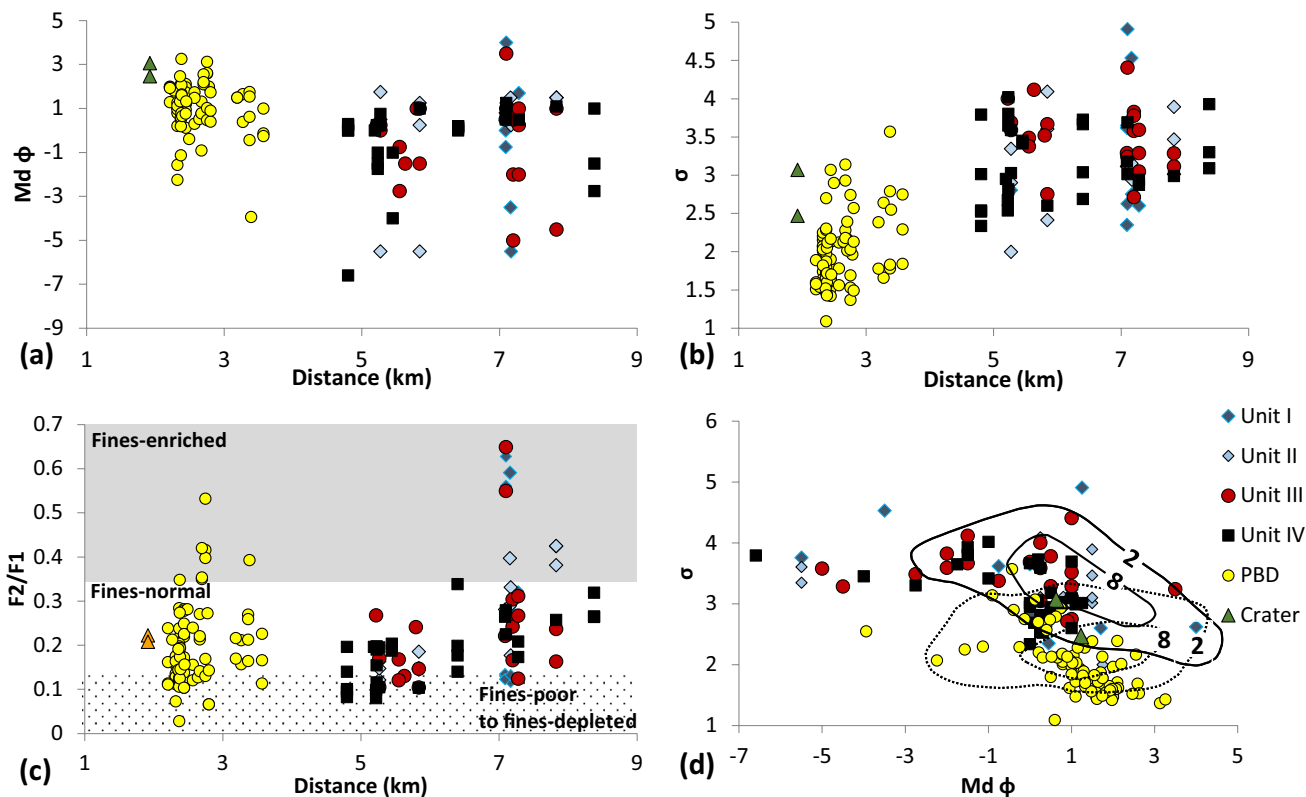 5
3
1
-1
-3
-5
-7
-9
Md ϕ
1 3 5 7 9
Distance (km)
(a)
5
4.5
4
3.5
3
2.5
2
1.5
1
σ
1 3 5 7 9
Distance (km)
(b)
0.7
0.6
0.5
0.4
0.3
0.2
0.1
0
F2/F1
Fines-enriched
Fines-normal
Fines-poor
to fines-depleted
1 3 5 7 9
Distance (km)
(c)
6
5
4
3
2
1
σ
2
8
8
2
-7 -5 -3 -1 1 3 5
Md ϕ
(d)
Unit I
Unit II
Unit III
Unit IV
PBD
Crater